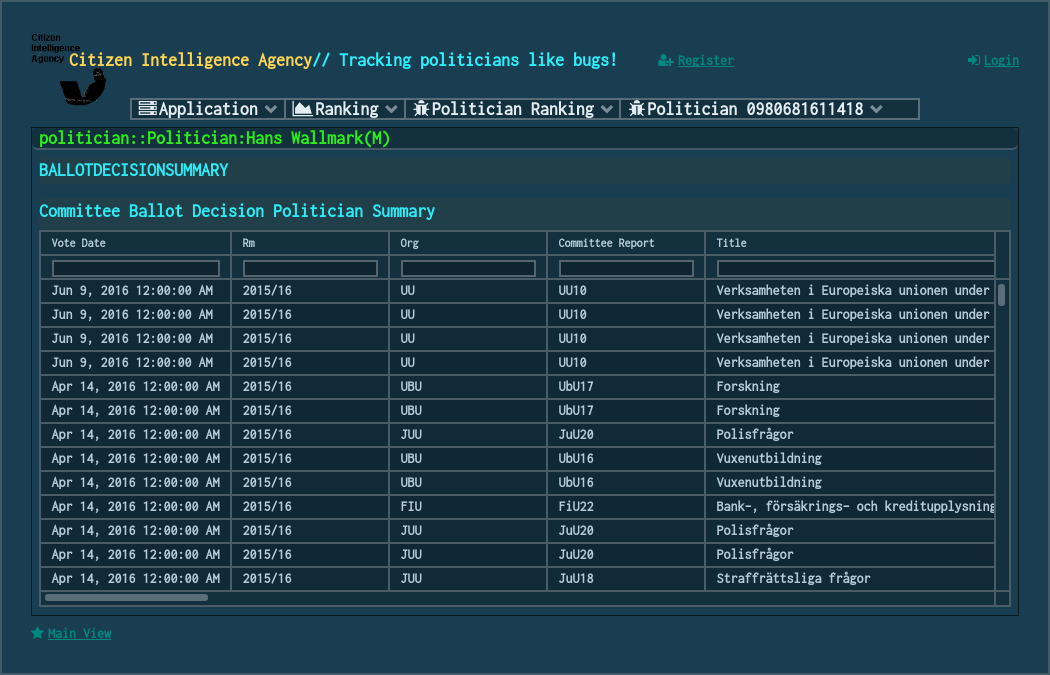 Citizen
Intelligence
Agency
Citizen Intelligence Agency// Tracking politicians like bugs!
Register
Login
Application Ranking Politician Ranking Politician 0980681611418
politician::Politician:Hans Wallmark(M)
BALLOTDECISIONSUMMARY
Committee Ballot Decision Politician Summary
Vote Date Rm Org Committee Report Title
Jun 9, 2016 12:00:00 AM 2015/16 UU UU10 Verksamheten i Europeiska unionen under
Jun 9, 2016 12:00:00 AM 2015/16 UU UU10 Verksamheten i Europeiska unionen under
Jun 9, 2016 12:00:00 AM 2015/16 UU UU10 Verksamheten i Europeiska unionen under
Jun 9, 2016 12:00:00 AM 2015/16 UU UU10 Verksamheten i Europeiska unionen under
Apr 14, 2016 12:00:00 AM 2015/16 UBU UbU17 Forskning
Apr 14, 2016 12:00:00 AM 2015/16 UBU UbU17 Forskning
Apr 14, 2016 12:00:00 AM 2015/16 JUU JuU20 Polisfrågor
Apr 14, 2016 12:00:00 AM 2015/16 UBU UbU16 Vuxenutbildning
Apr 14, 2016 12:00:00 AM 2015/16 UBU UbU16 Vuxenutbildning
Apr 14, 2016 12:00:00 AM 2015/16 FIU FiU22 Bank-, försäkrings- och kreditupplysning
Apr 14, 2016 12:00:00 AM 2015/16 JUU JuU20 Polisfrågor
Apr 14, 2016 12:00:00 AM 2015/16 JUU JuU20 Polisfrågor
Apr 14, 2016 12:00:00 AM 2015/16 JUU JuU18 Straffrättsliga frågor
Main View